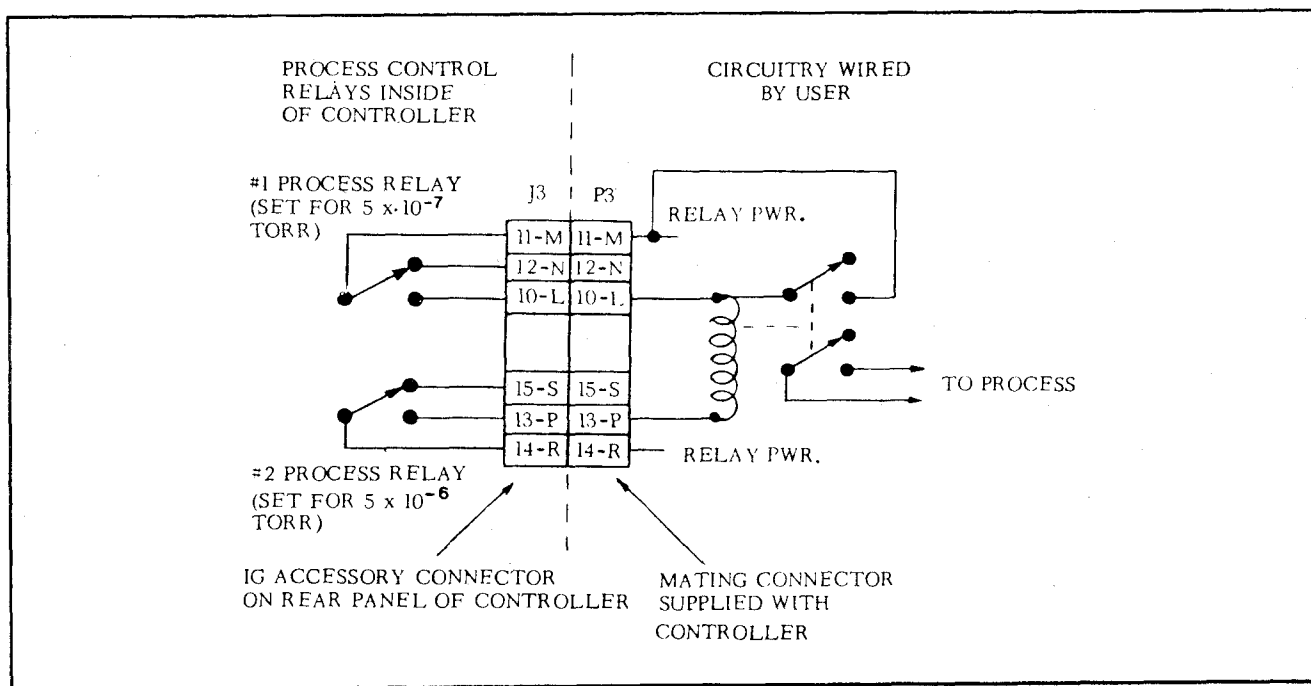 PROCESS CONTROL
RELAYS INSIDE
OF CONTROLLER
CIRCUITRY WIRED
BY USER
#1 PROCESS RELAY
(SET FOR 5 x·10⁻⁷
TORR)
J3
P3
RELAY PWR.
11-M
11-M
12-N
12-N
10-L
10-L
15-S
15-S
13-P
13-P
14-R
14-R
TO PROCESS
RELAY PWR.
#2 PROCESS RELAY
(SET FOR 5 x 10⁻⁶
TORR)
IG ACCESSORY CONNECTOR
ON REAR PANEL OF CONTROLLER
MATING CONNECTOR
SUPPLIED WITH
CONTROLLER